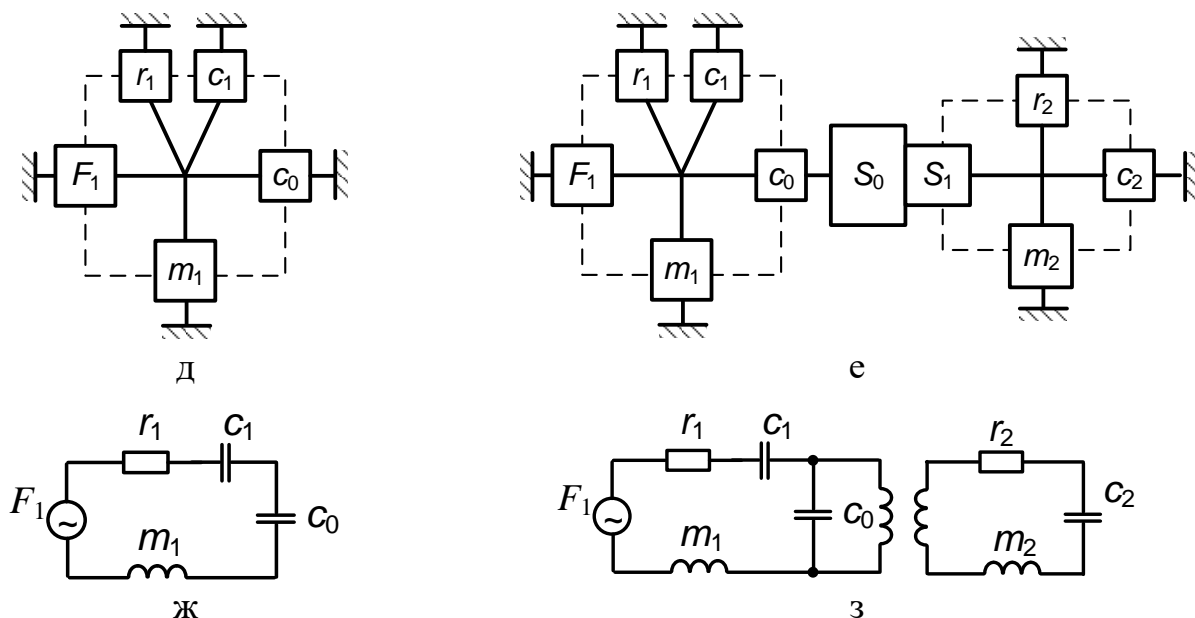 r₁ c₁
F₁ c₀
m₁
д
r₁ c₁ r₂
F₁ c₀ S₀ S₁ c₂
m₁ m₂
е
r₁ c₁
F₁ ~ c₀
m₁
ж
r₁ c₁ r₂
F₁ ~ c₀ c₂
m₁ m₂
з